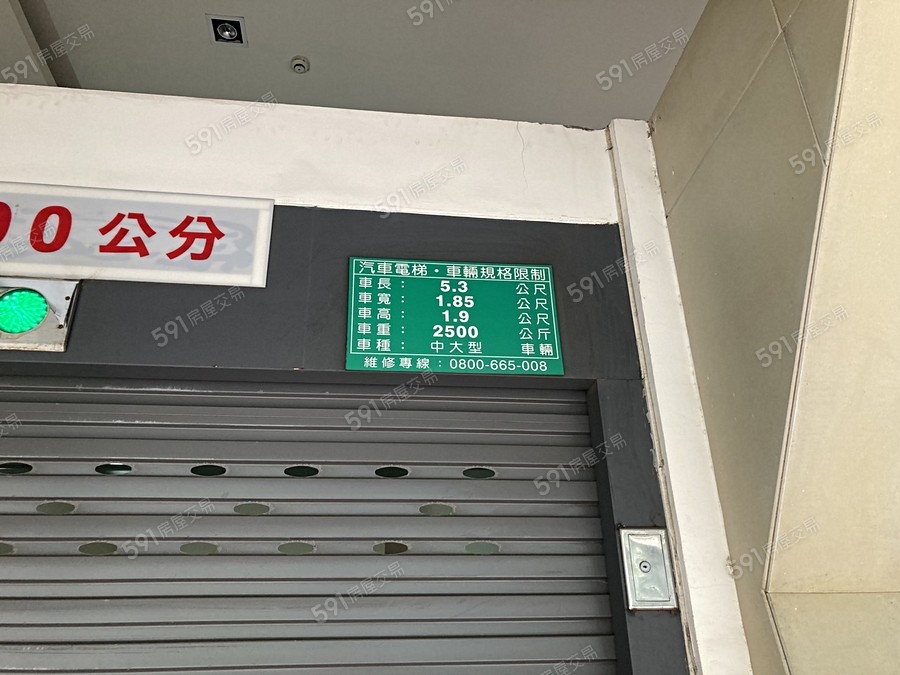 00 公分
汽車電梯・車輛規格限制
車長： 5.3 公尺
車寬： 1.85 公尺
車高： 1.9 公尺
車重： 2500 公斤
車種： 中大型 車輛
維修專線：0800-665-008
591房屋交易